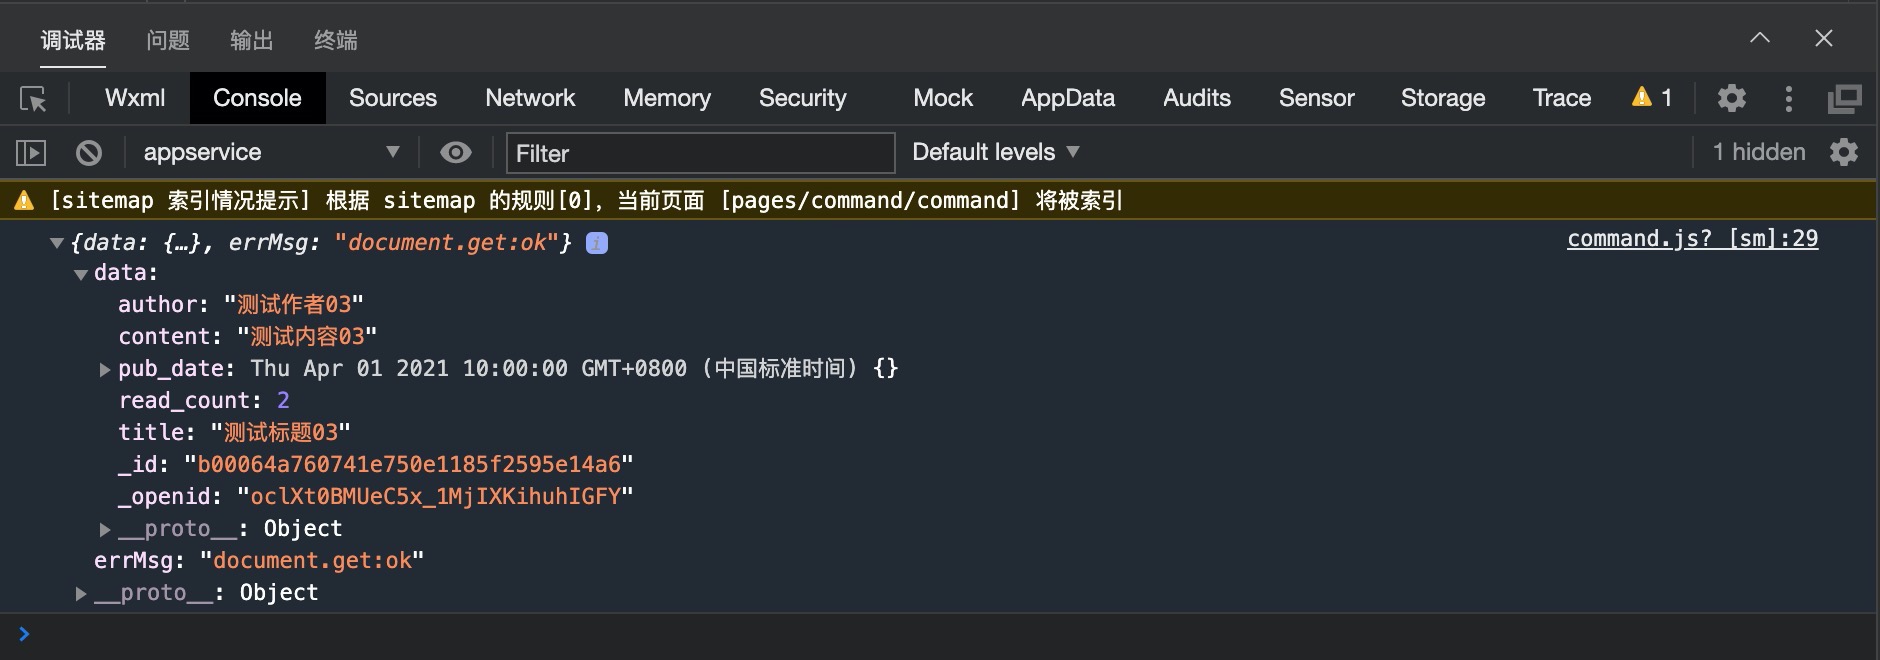 调试器 问题 输出 终端
Wxml Console Sources Network Memory Security Mock AppData Audits Sensor Storage Trace 1
appservice Filter Default levels 1 hidden
[sitemap 索引情况提示] 根据 sitemap 的规则[0]，当前页面 [pages/command/command] 将被索引
{data: {…}, errMsg: "document.get:ok"} i command.js? [sm]:29
data:
author: "测试作者03"
content: "测试内容03"
pub_date: Thu Apr 01 2021 10:00:00 GMT+0800 (中国标准时间) {}
read_count: 2
title: "测试标题03"
_id: "b00064a760741e750e1185f2595e14a6"
_openid: "oclXt0BMUeC5x_1MjIXKihuhIGFY"
__proto__: Object
errMsg: "document.get:ok"
__proto__: Object